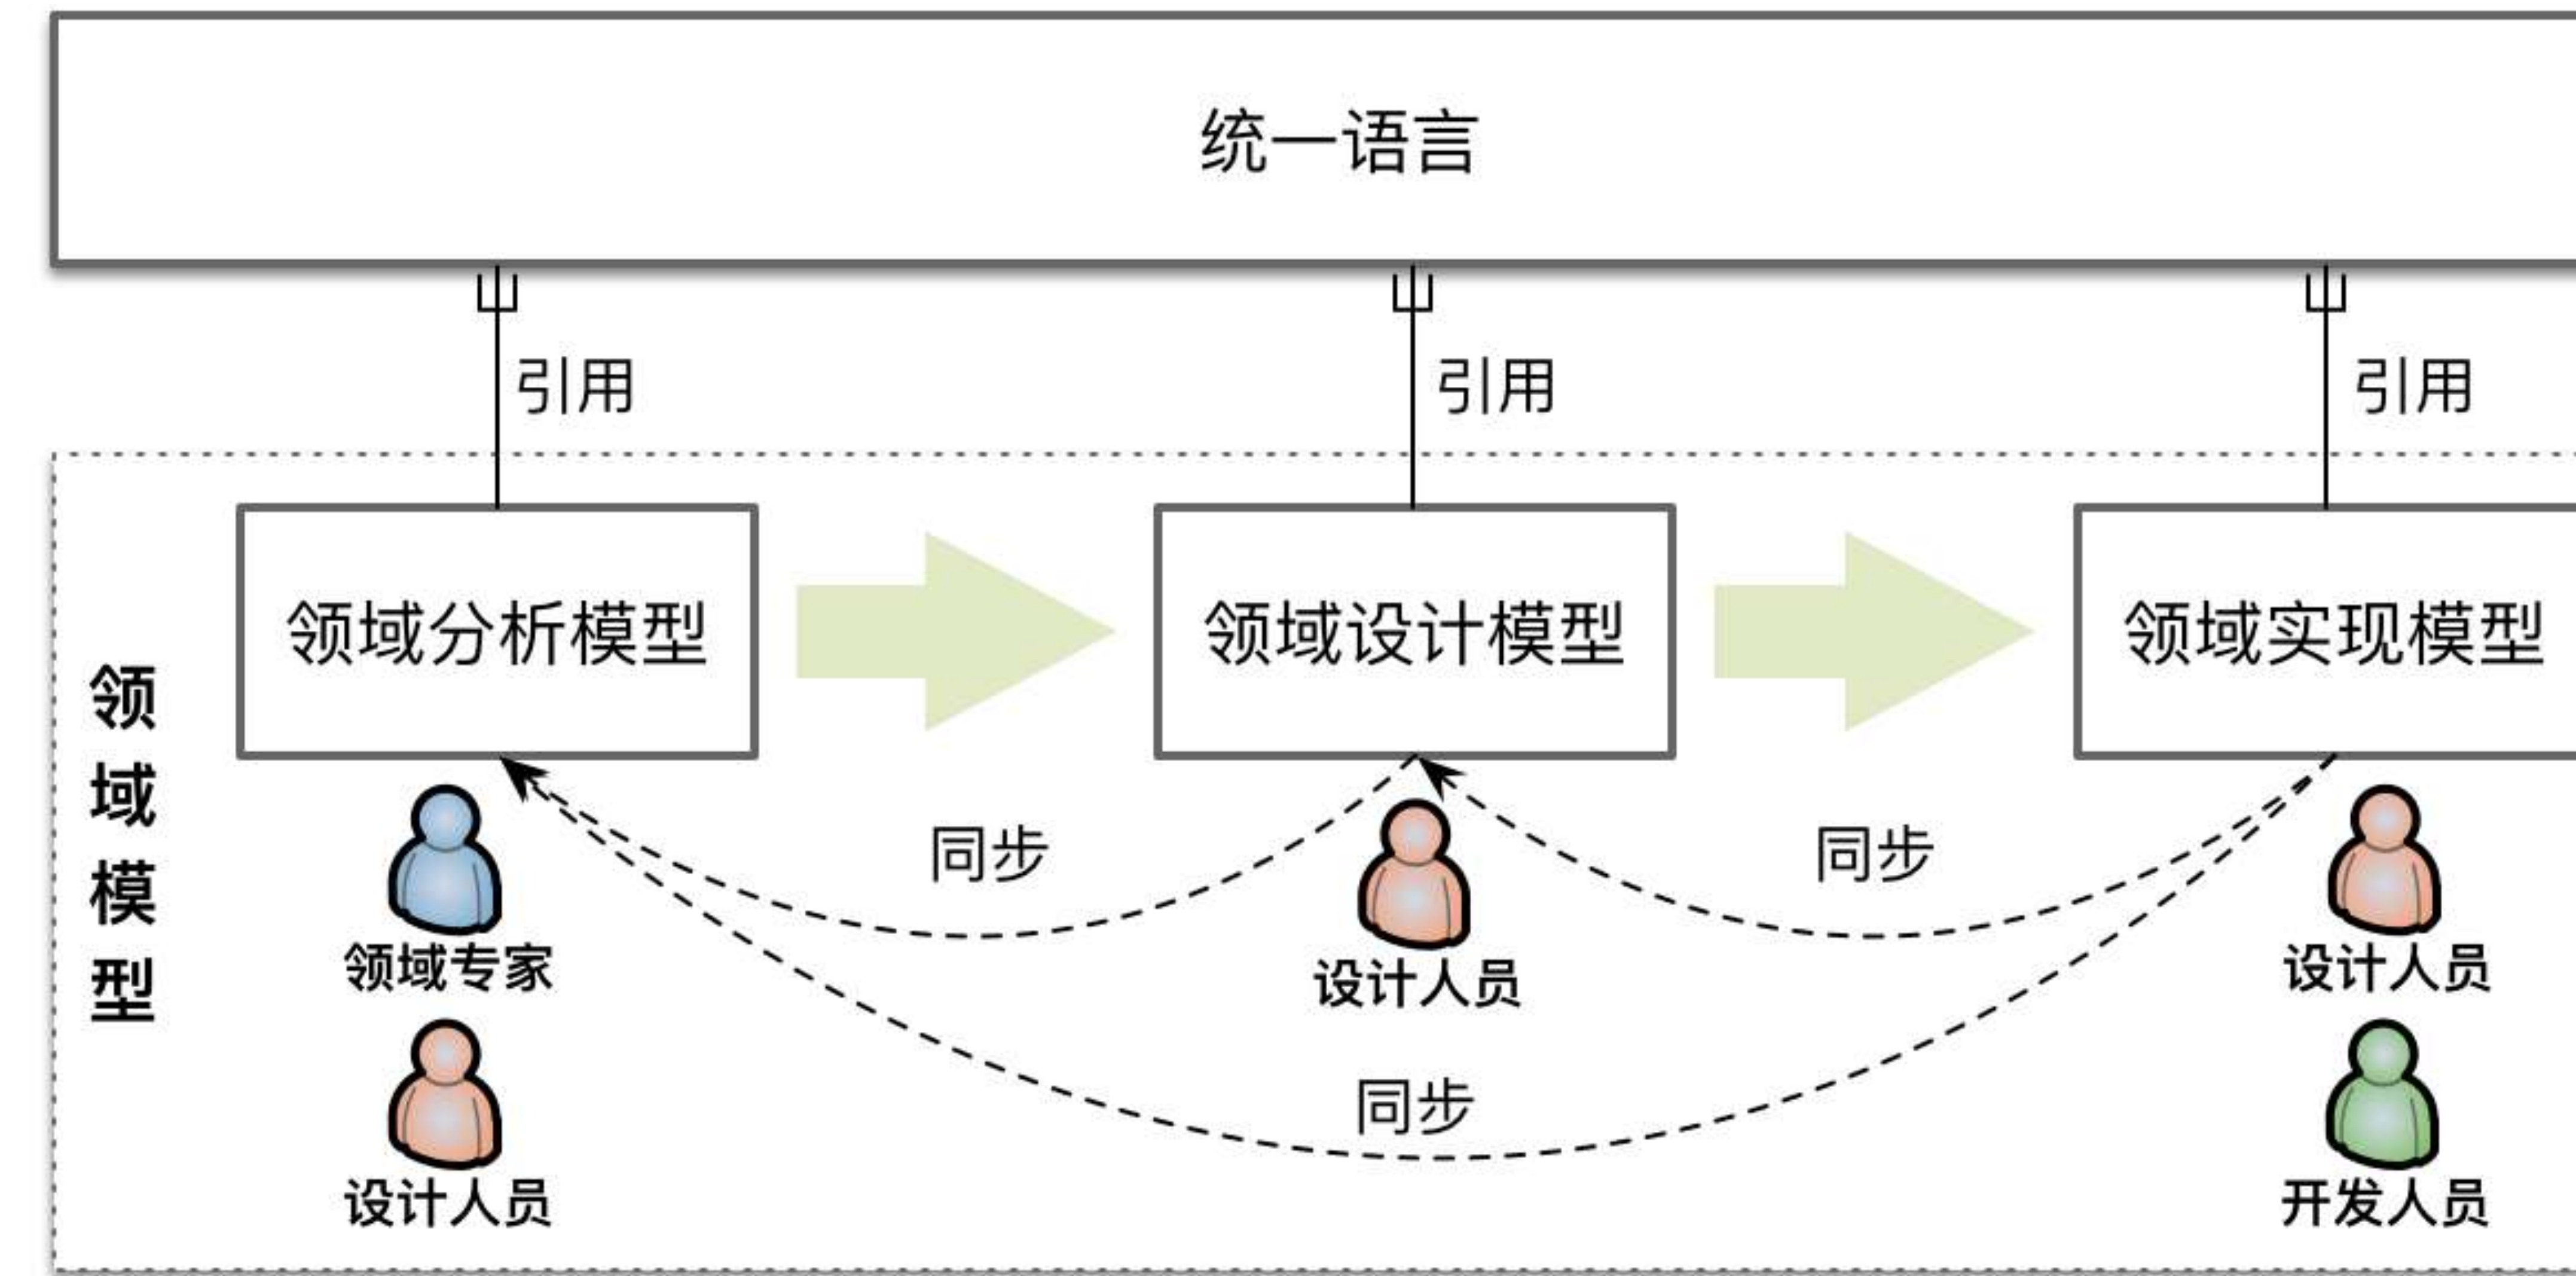 统一语言
引用
引用
引用
领域模型
领域分析模型
领域设计模型
领域实现模型
同步
同步
领域专家
设计人员
设计人员
同步
设计人员
开发人员